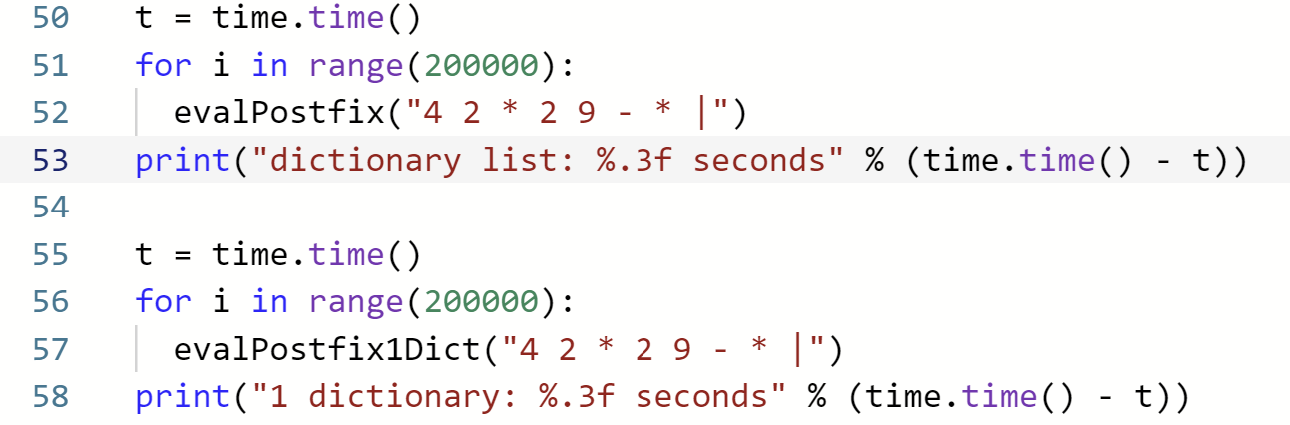 50 t = time.time()
51 for i in range(200000):
52 evalPostfix("4 2 * 2 9 - * |")
53 print("dictionary list: %.3f seconds" % (time.time() - t))
54
55 t = time.time()
56 for i in range(200000):
57 evalPostfix1Dict("4 2 * 2 9 - * |")
58 print("1 dictionary: %.3f seconds" % (time.time() - t))